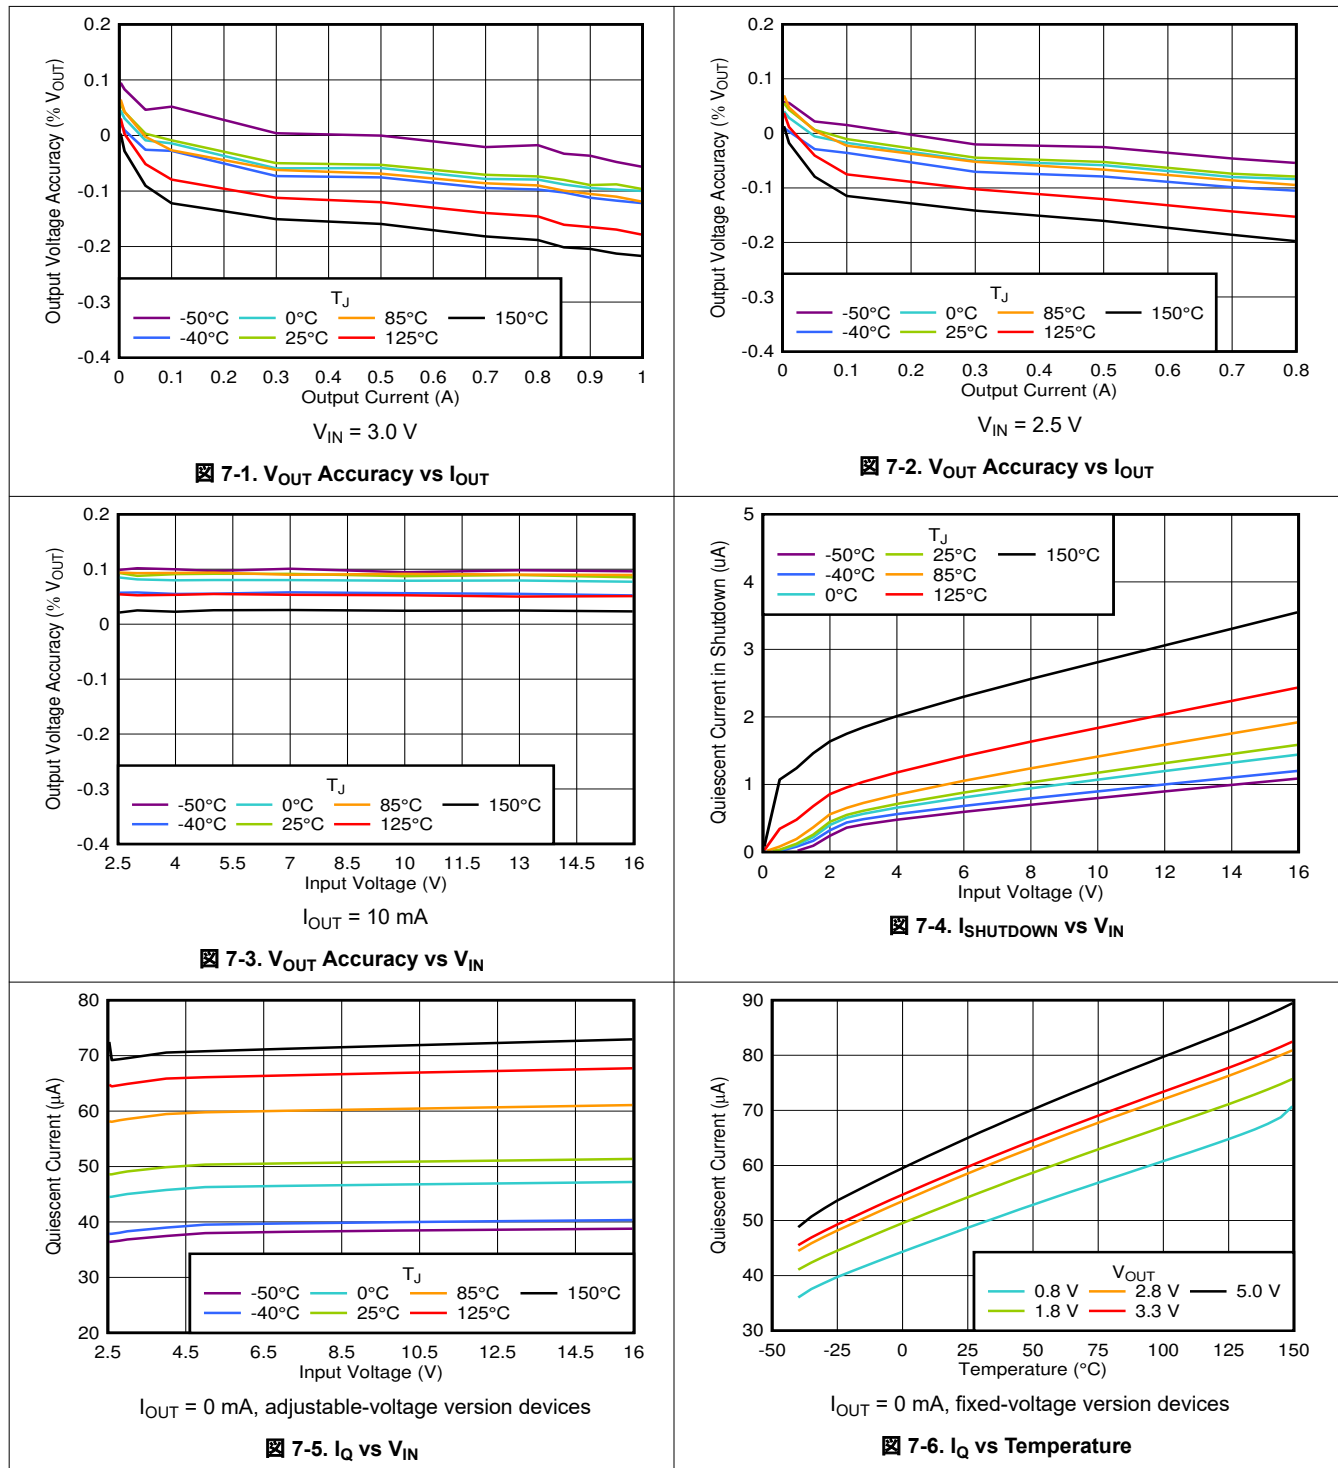 0.2
0.1
0
-0.1
-0.2
-0.3
-0.4
Output Voltage Accuracy (% VOUT)
TJ
-50°C 0°C 85°C 150°C
-40°C 25°C 125°C
0 0.1 0.2 0.3 0.4 0.5 0.6 0.7 0.8 0.9 1
Output Current (A)
VIN = 3.0 V
図 7-1. VOUT Accuracy vs IOUT
0.2
0.1
0
-0.1
-0.2
-0.3
-0.4
Output Voltage Accuracy (% VOUT)
TJ
-50°C 0°C 85°C 150°C
-40°C 25°C 125°C
0 0.1 0.2 0.3 0.4 0.5 0.6 0.7 0.8
Output Current (A)
VIN = 2.5 V
図 7-2. VOUT Accuracy vs IOUT
0.2
0.1
0
-0.1
-0.2
-0.3
-0.4
Output Voltage Accuracy (% VOUT)
TJ
-50°C 0°C 85°C 150°C
-40°C 25°C 125°C
2.5 4 5.5 7 8.5 10 11.5 13 14.5 16
Input Voltage (V)
IOUT = 10 mA
図 7-3. VOUT Accuracy vs VIN
5
4
3
2
1
0
Quiescent Current in Shutdown (uA)
TJ
-50°C 25°C 150°C
-40°C 85°C
0°C 125°C
0 2 4 6 8 10 12 14 16
Input Voltage (V)
図 7-4. ISHUTDOWN vs VIN
80
70
60
50
40
30
20
Quiescent Current (μA)
TJ
-50°C 0°C 85°C 150°C
-40°C 25°C 125°C
2.5 4.5 6.5 8.5 10.5 12.5 14.5 16
Input Voltage (V)
IOUT = 0 mA, adjustable-voltage version devices
図 7-5. IQ vs VIN
90
80
70
60
50
40
30
Quiescent Current (μA)
VOUT
0.8 V 2.8 V 5.0 V
1.8 V 3.3 V
-50 -25 0 25 50 75 100 125 150
Temperature (°C)
IOUT = 0 mA, fixed-voltage version devices
図 7-6. IQ vs Temperature